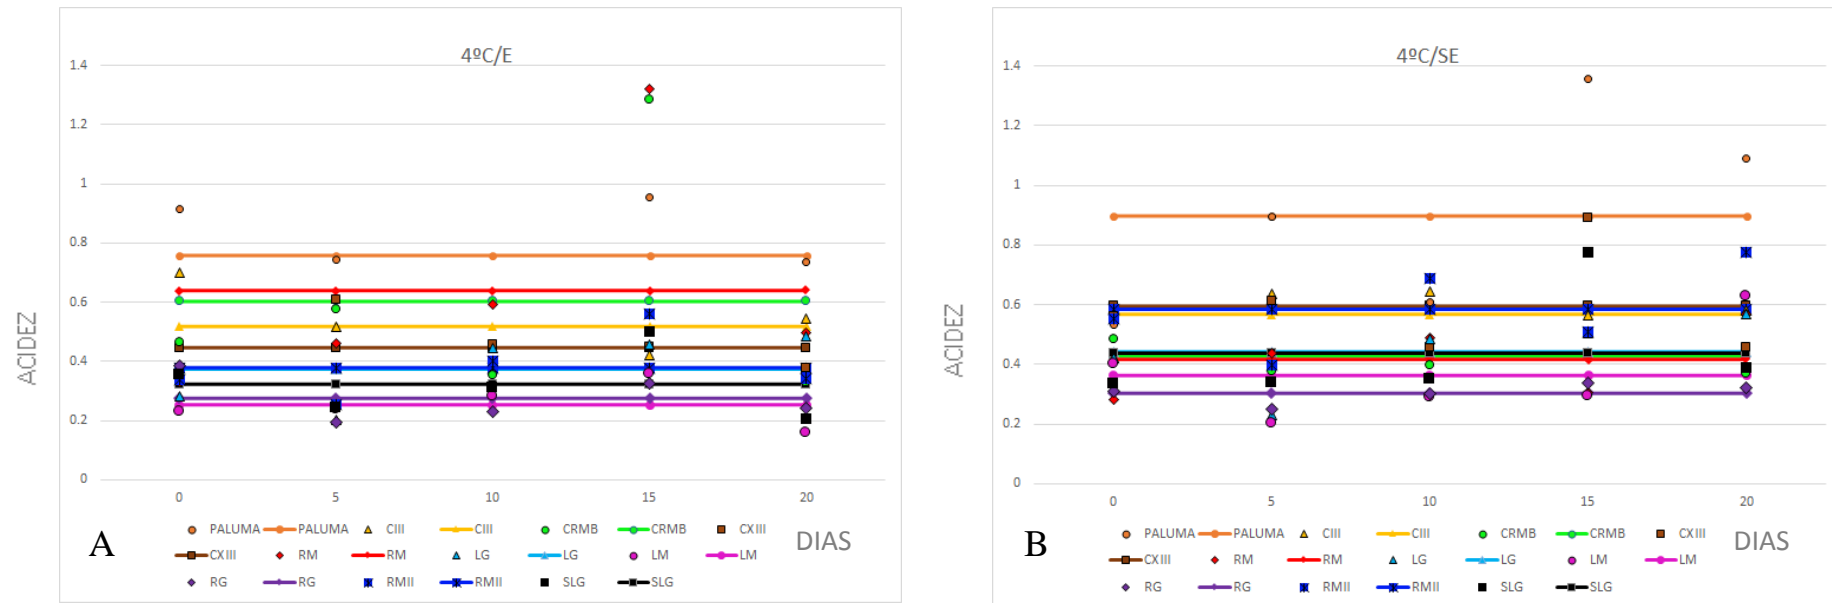 4ºC/E
1.4
1.2
1
0.8
0.6
0.4
0.2
0
ACIDEZ
0 5 10 15 20
PALUMA PALUMA CIII CIII CRMB CRMB CXIII
CXIII RM RM LG LG LM LM
RG RG RMII RMII SLG SLG
A
DIAS
4ºC/SE
1.4
1.2
1
0.8
0.6
0.4
0.2
0
ACIDEZ
0 5 10 15 20
PALUMA PALUMA CIII CIII CRMB CRMB CXIII
CXIII RM RM LG LG LM LM
RG RG RMII RMII SLG SLG
B
DIAS